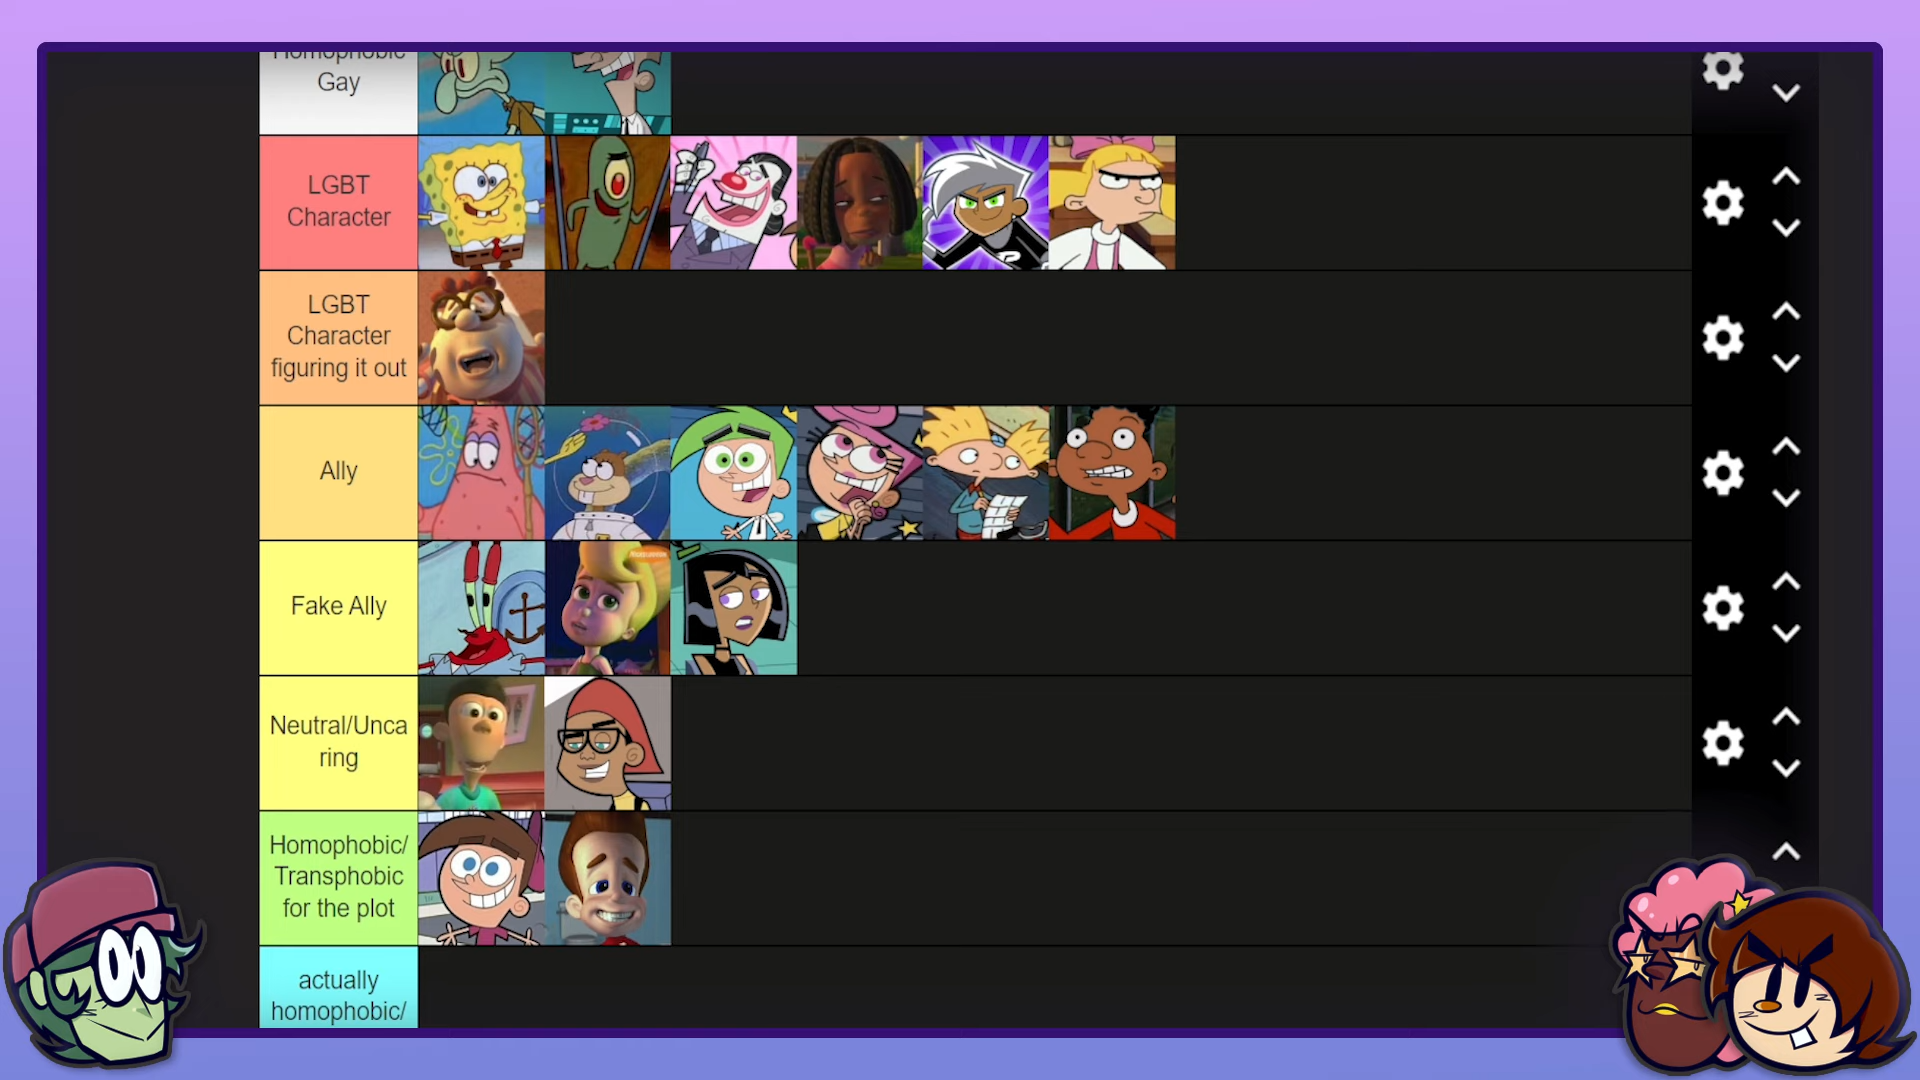 Homophobic
Gay
LGBT
Character
LGBT
Character
figuring it out
Ally
Fake Ally
Neutral/Unca
ring
Homophobic/
Transphobic
for the plot
actually
homophobic/